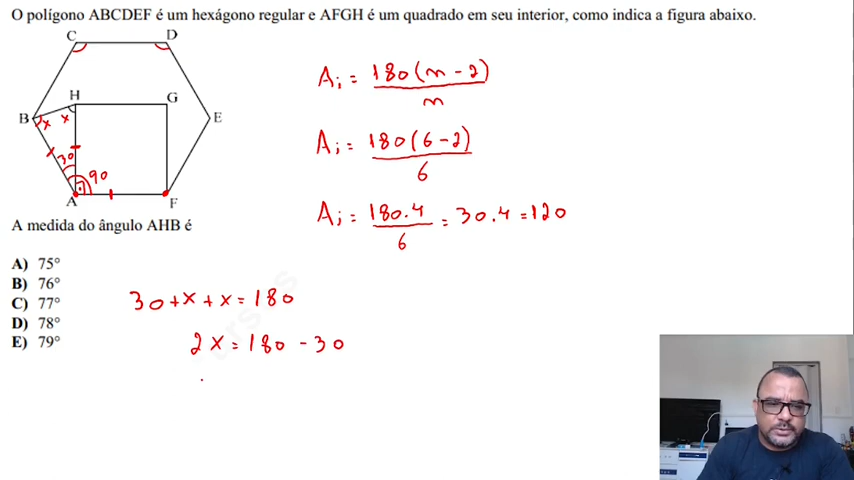 O polígono ABCDEF é um hexágono regular e AFGH é um quadrado em seu interior, como indica a figura abaixo.
C D
H G
B E
x x
30
90
A F
A medida do ângulo AHB é
A) 75°
B) 76°
C) 77°
D) 78°
E) 79°
Ai = 180(n - 2)
n
Ai = 180(6 - 2)
6
Ai = 180.4 = 30.4 = 120
6
30 + x + x = 180
2x = 180 - 30